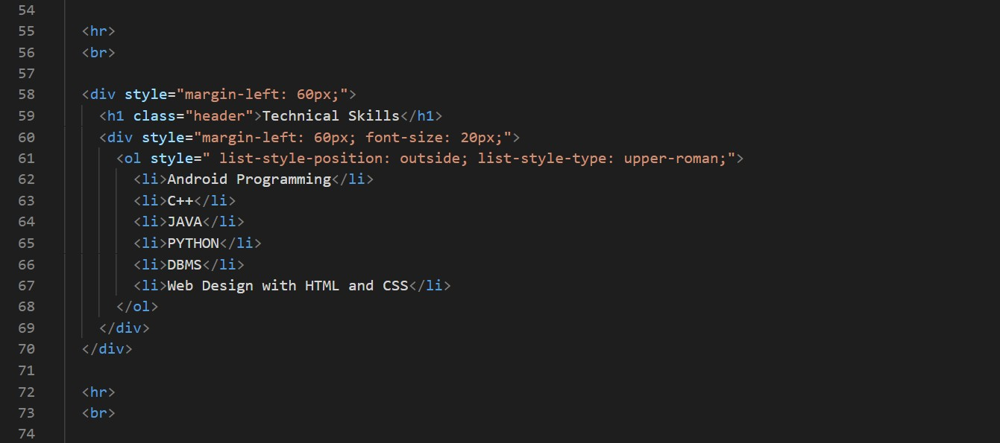 54
55 <hr>
56 <br>
57
58 <div style="margin-left: 60px;">
59 <h1 class="header">Technical Skills</h1>
60 <div style="margin-left: 60px; font-size: 20px;">
61 <ol style=" list-style-position: outside; list-style-type: upper-roman;">
62 <li>Android Programming</li>
63 <li>C++</li>
64 <li>JAVA</li>
65 <li>PYTHON</li>
66 <li>DBMS</li>
67 <li>Web Design with HTML and CSS</li>
68 </ol>
69 </div>
70 </div>
71
72 <hr>
73 <br>
74